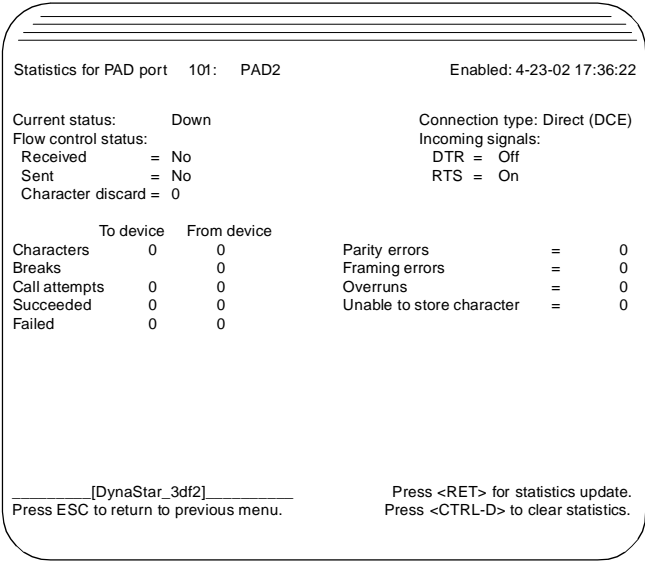 Statistics for PAD port 101: PAD2 Enabled: 4-23-02 17:36:22
Current status: Down Connection type: Direct (DCE)
Flow control status: Incoming signals:
Received = No DTR = Off
Sent = No RTS = On
Character discard = 0
To device From device
Characters 0 0 Parity errors = 0
Breaks 0 Framing errors = 0
Call attempts 0 0 Overruns = 0
Succeeded 0 0 Unable to store character = 0
Failed 0 0
_________[DynaStar_3df2]__________ Press <RET> for statistics update.
Press ESC to return to previous menu. Press <CTRL-D> to clear statistics.